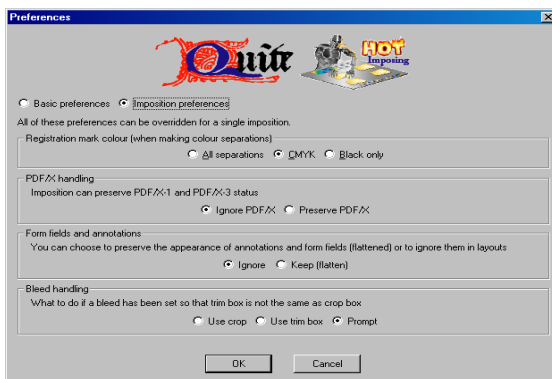 Preferences
Quite
HOT
Imposing
Basic preferences Imposition preferences
All of these preferences can be overridden for a single imposition.
Registration mark colour (when making colour separations)
All separations CMYK Black only
PDF/X handling
Imposition can preserve PDF/X-1 and PDF/X-3 status
Ignore PDF/X Preserve PDF/X
Form fields and annotations
You can choose to preserve the appearance of annotations and form fields (flattened) or to ignore them in layouts
Ignore Keep (flatten)
Bleed handling
What to do if a bleed has been set so that trim box is not the same as crop box
Use crop Use trim box Prompt
OK Cancel